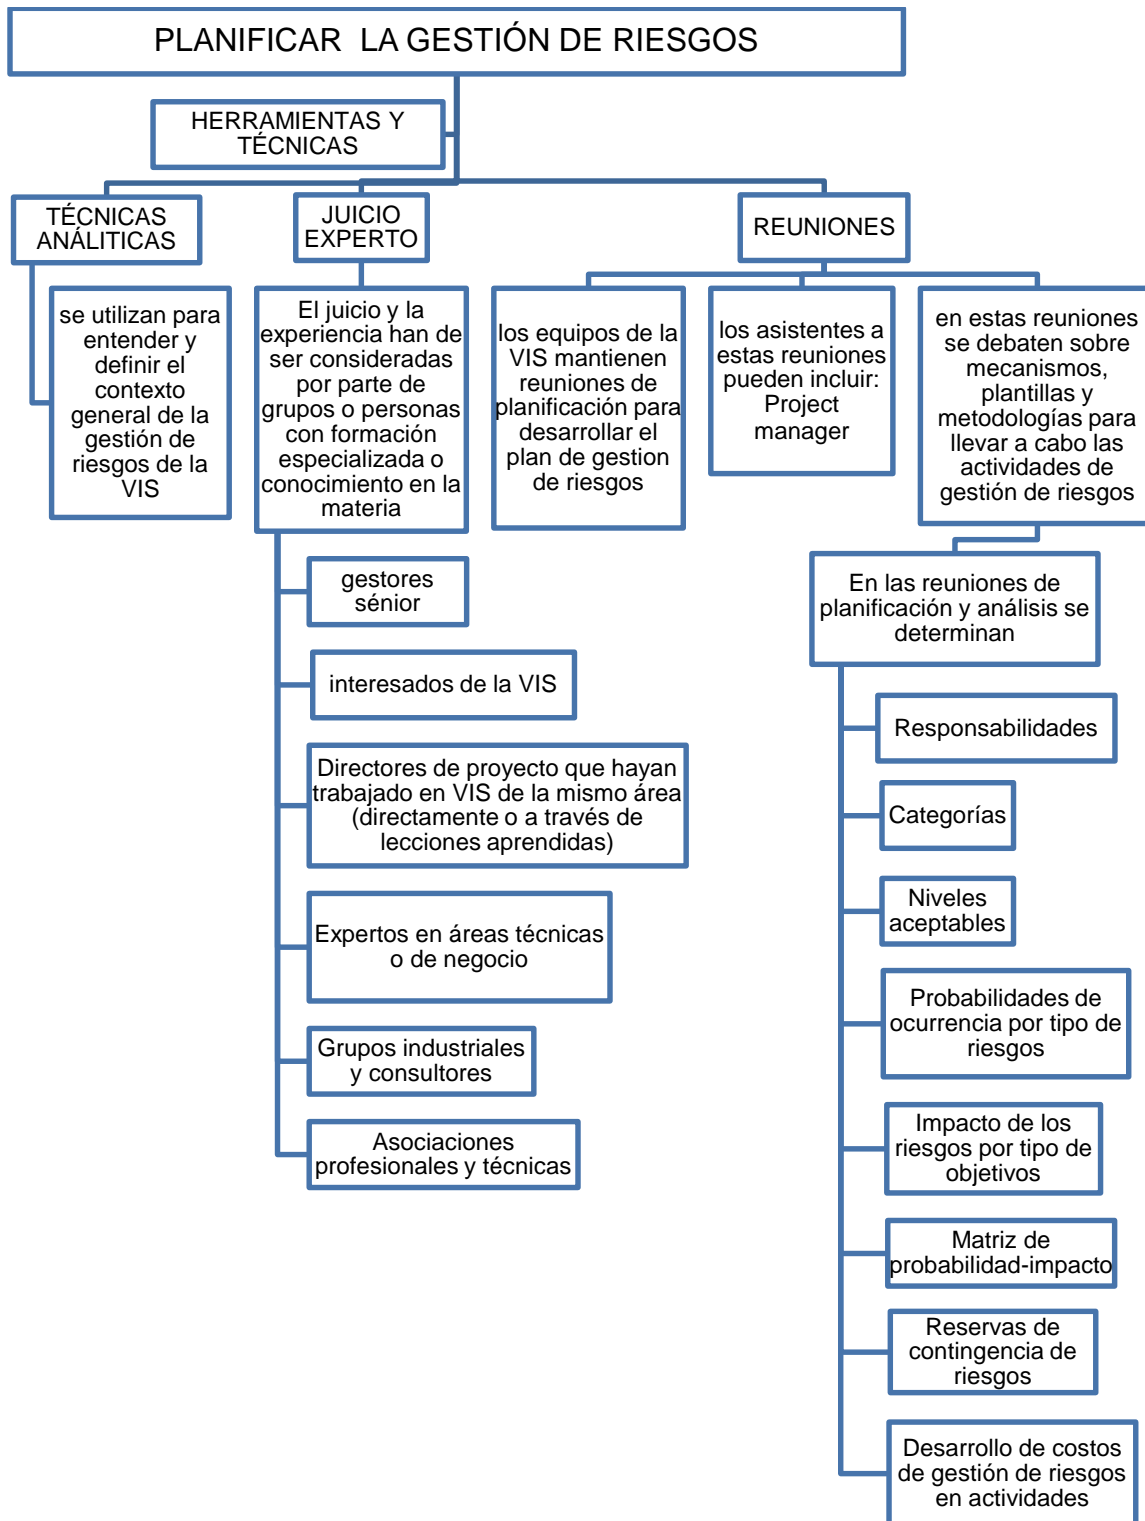 PLANIFICAR LA GESTIÓN DE RIESGOS
HERRAMIENTAS Y
TÉCNICAS
TÉCNICAS
ANÁLITICAS
se utilizan para
entender y
definir el
contexto
general de la
gestión de
riesgos de la
VIS
JUICIO
EXPERTO
El juicio y la
experiencia han de
ser consideradas
por parte de
grupos o personas
con formación
especializada o
conocimiento en la
materia
gestores
sénior
interesados de la VIS
Directores de proyecto que hayan
trabajado en VIS de la mismo área
(directamente o a través de
lecciones aprendidas)
Expertos en áreas técnicas
o de negocio
Grupos industriales
y consultores
Asociaciones
profesionales y técnicas
REUNIONES
los equipos de la
VIS mantienen
reuniones de
planificación para
desarrollar el
plan de gestion
de riesgos
los asistentes a
estas reuniones
pueden incluir:
Project
manager
en estas reuniones
se debaten sobre
mecanismos,
plantillas y
metodologías para
llevar a cabo las
actividades de
gestión de riesgos
En las reuniones de
planificación y análisis se
determinan
Responsabilidades
Categorías
Niveles
aceptables
Probabilidades de
ocurrencia por tipo de
riesgos
Impacto de los
riesgos por tipo de
objetivos
Matriz de
probabilidad-impacto
Reservas de
contingencia de
riesgos
Desarrollo de costos
de gestión de riesgos
en actividades